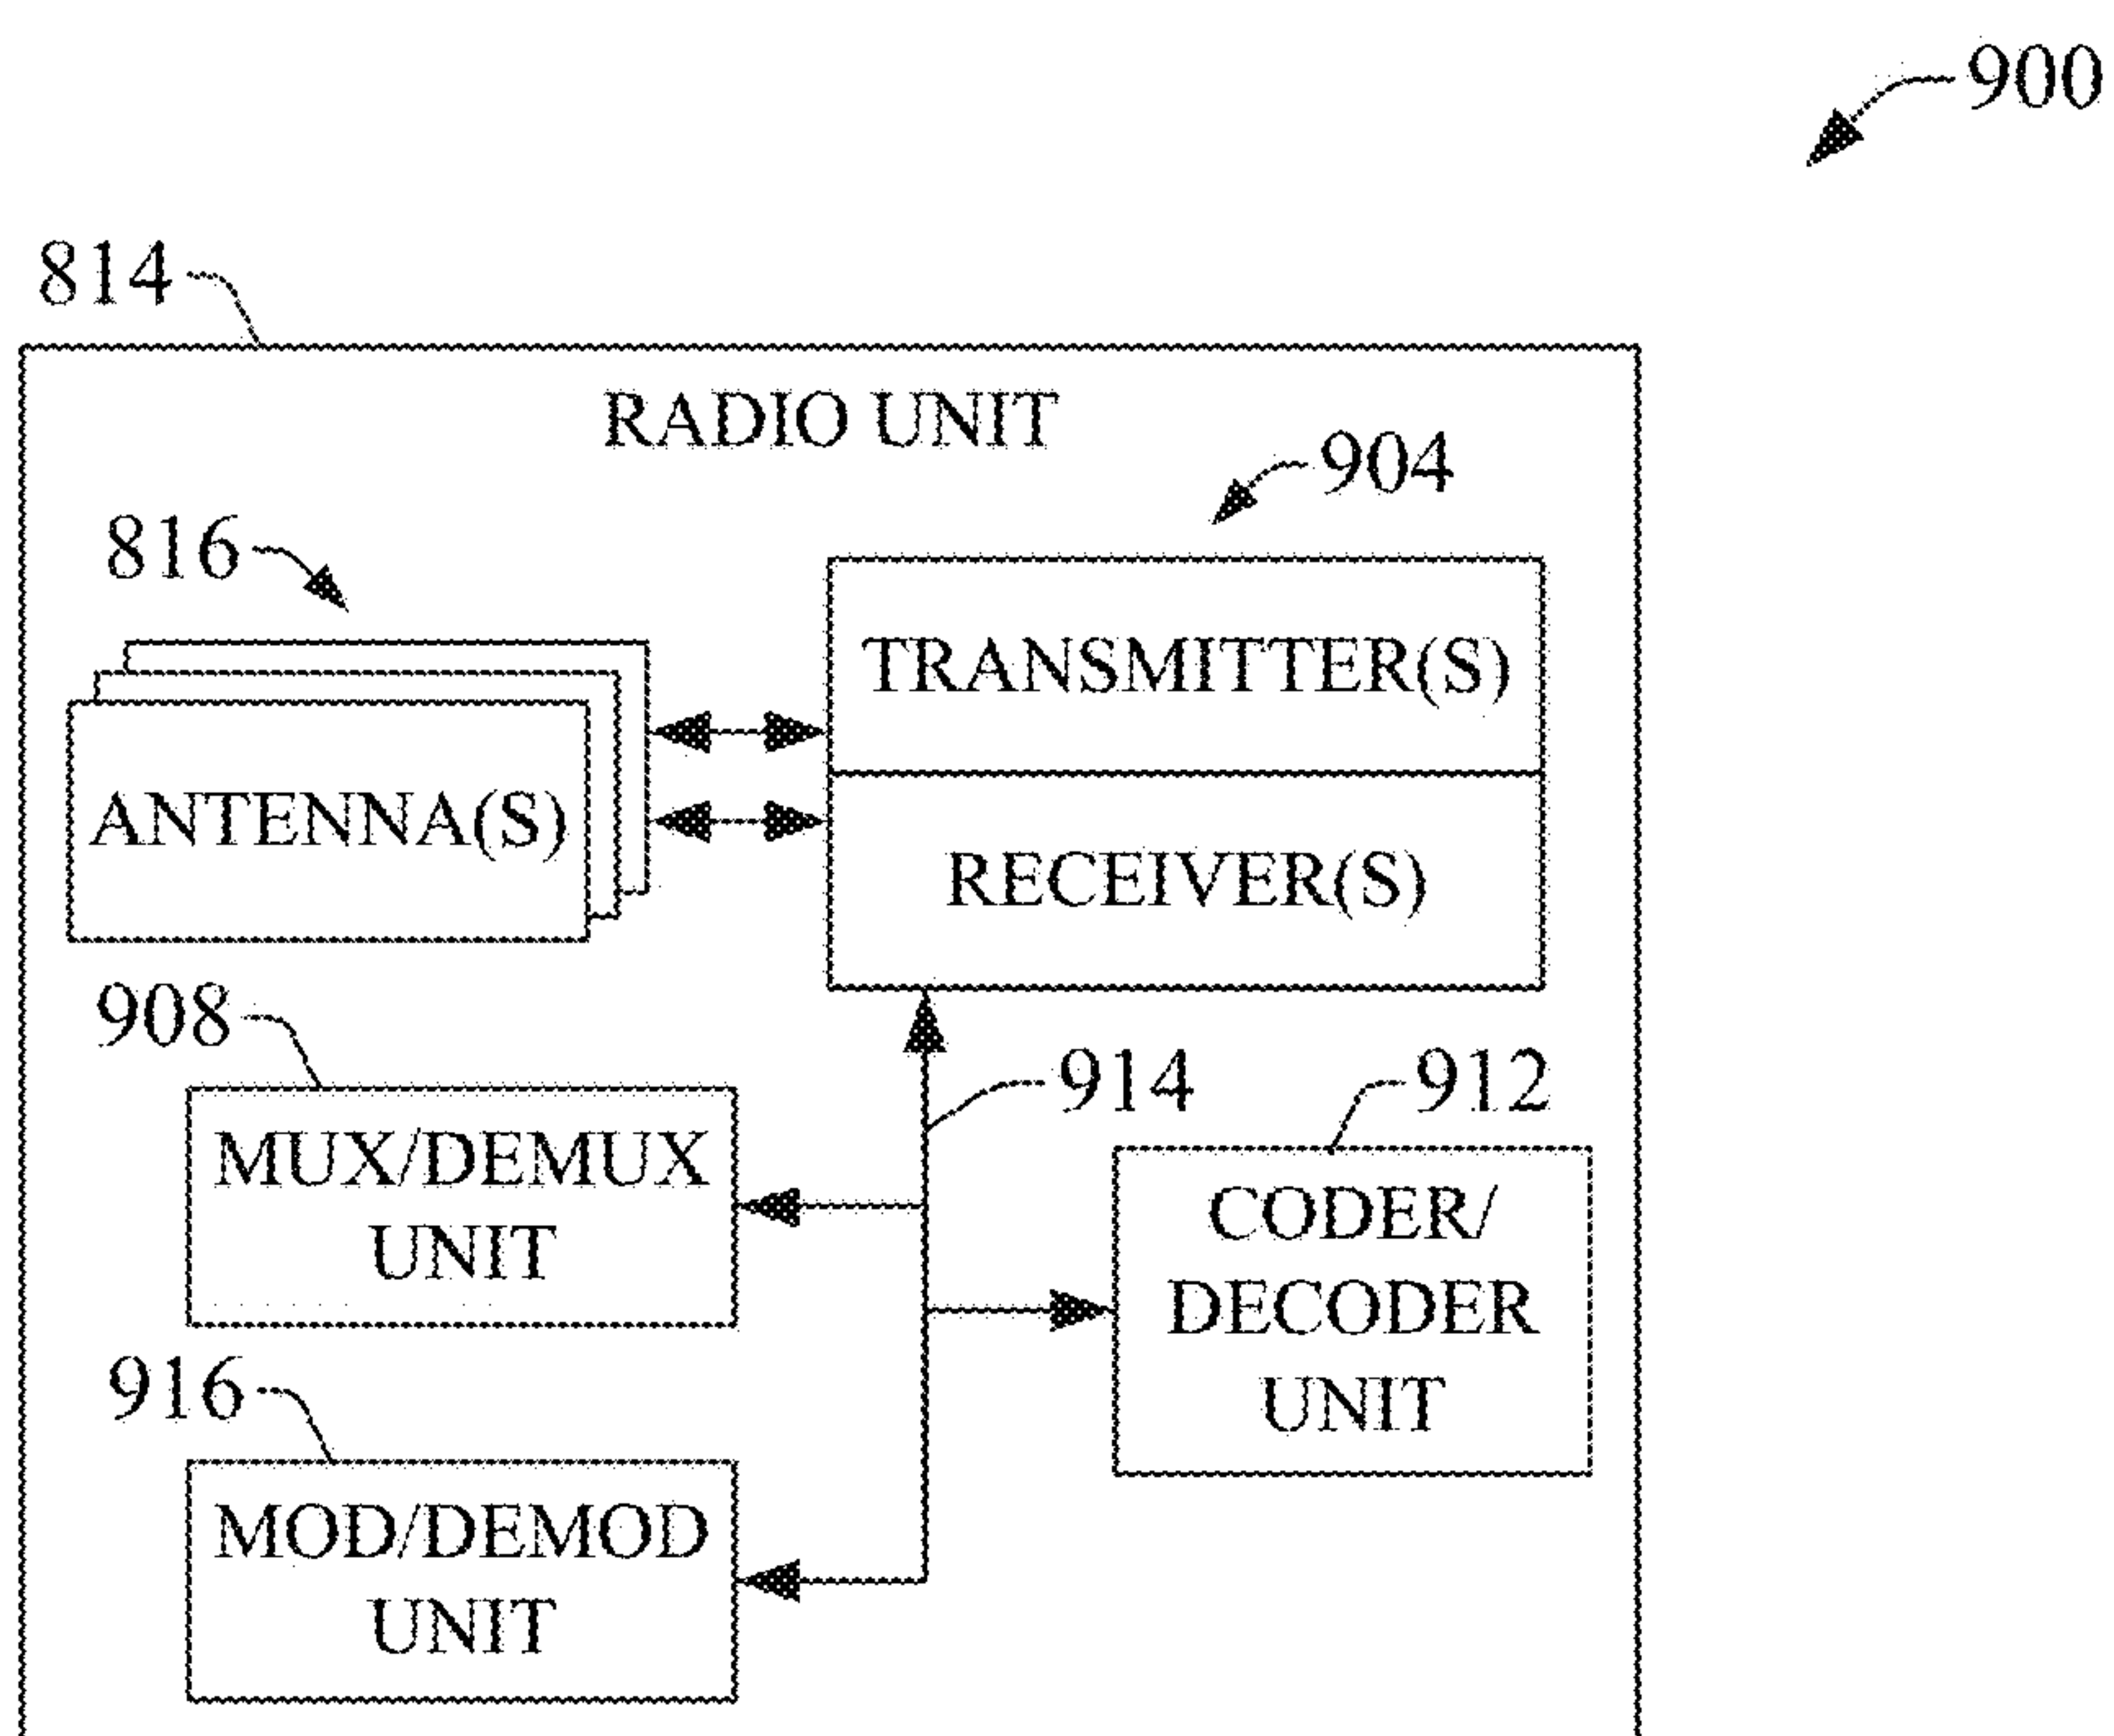 900
814
RADIO UNIT
904
816
TRANSMITTER(S)
ANTENNA(S)
RECEIVER(S)
908
914
912
MUX/DEMUX
UNIT
CODER/
DECODER
UNIT
916
MOD/DEMOD
UNIT